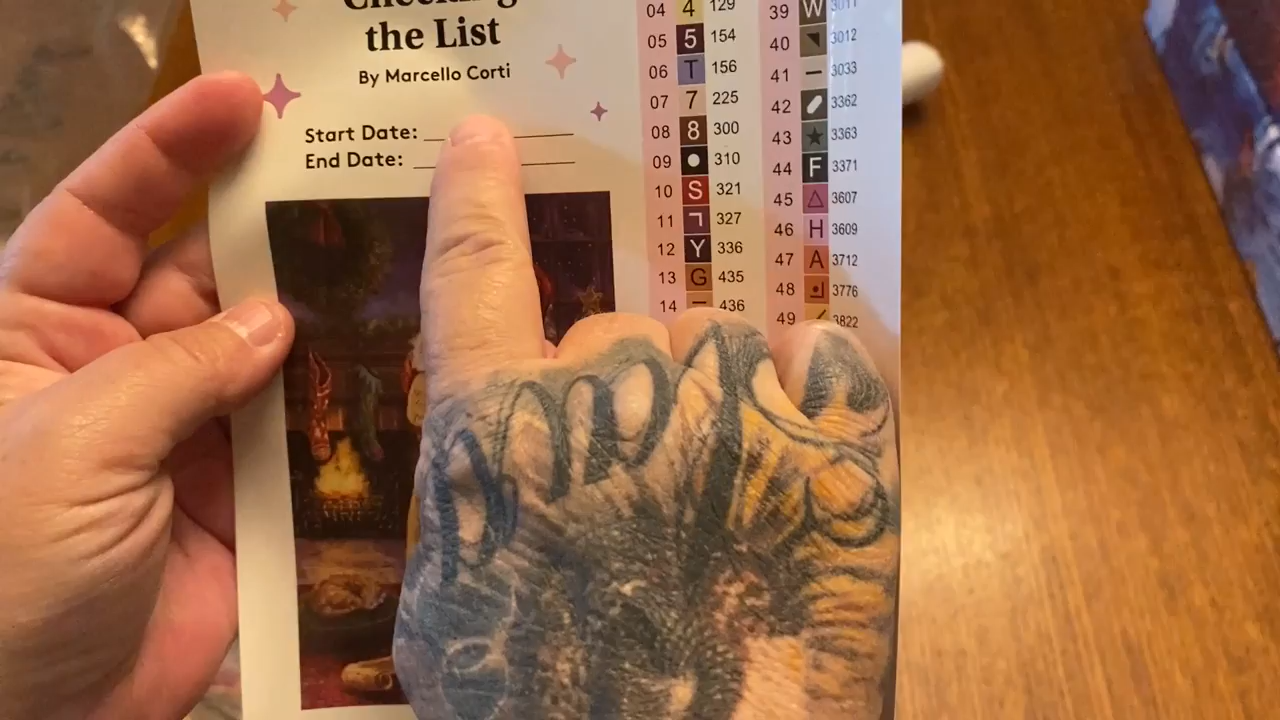 the List
By Marcello Corti
Start Date:
End Date:
04 4 129
05 5 154
06 T 156
07 7 225
08 8 300
09 310
10 S 321
11 327
12 Y 336
13 G 435
14 436
39 W 3011
40 3012
41 3033
42 3362
43 3363
44 F 3371
45 3607
46 H 3609
47 A 3712
48 3776
49 3822